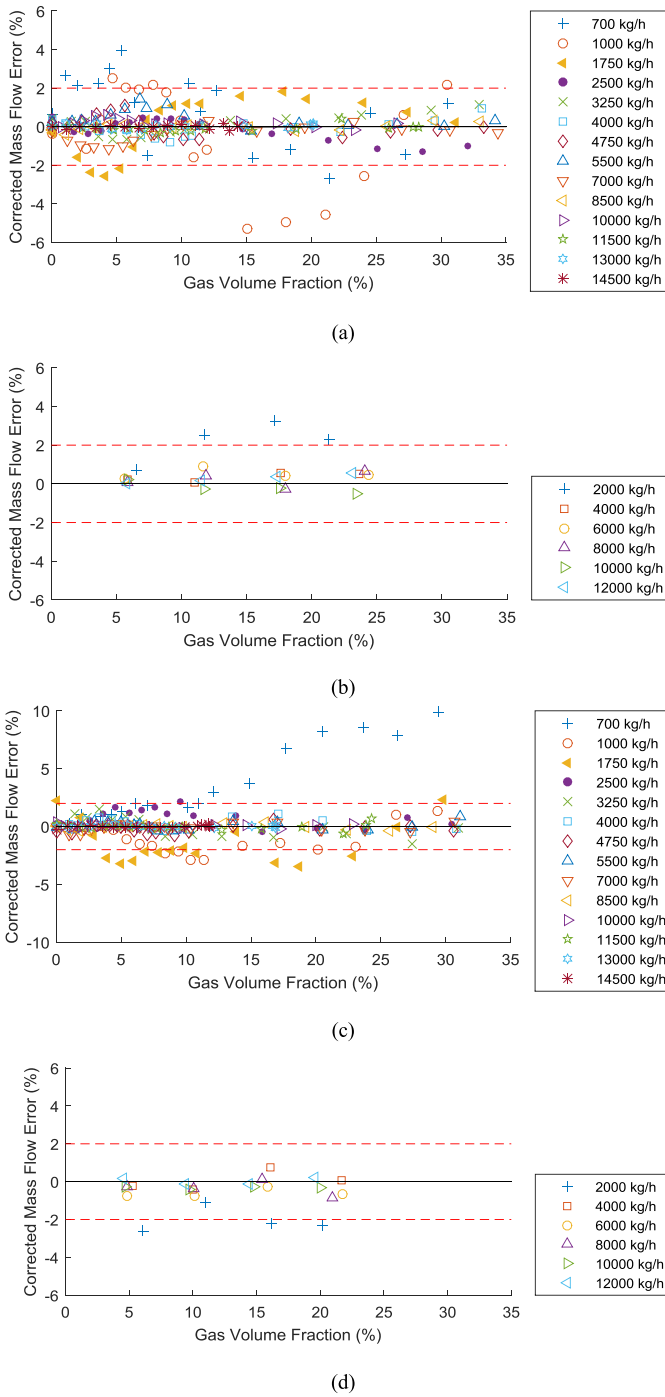 Corrected Mass Flow Error (%)
6
4
2
0
-2
-4
-6
0 5 10 15 20 25 30 35
Gas Volume Fraction (%)
700 kg/h
1000 kg/h
1750 kg/h
2500 kg/h
3250 kg/h
4000 kg/h
4750 kg/h
5500 kg/h
7000 kg/h
8500 kg/h
10000 kg/h
11500 kg/h
13000 kg/h
14500 kg/h
(a)
Corrected Mass Flow Error (%)
6
4
2
0
-2
-4
-6
0 5 10 15 20 25 30 35
Gas Volume Fraction (%)
2000 kg/h
4000 kg/h
6000 kg/h
8000 kg/h
10000 kg/h
12000 kg/h
(b)
Corrected Mass Flow Error (%)
10
5
0
-5
-10
0 5 10 15 20 25 30 35
Gas Volume Fraction (%)
700 kg/h
1000 kg/h
1750 kg/h
2500 kg/h
3250 kg/h
4000 kg/h
4750 kg/h
5500 kg/h
7000 kg/h
8500 kg/h
10000 kg/h
11500 kg/h
13000 kg/h
14500 kg/h
(c)
Corrected Mass Flow Error (%)
6
4
2
0
-2
-4
-6
0 5 10 15 20 25 30 35
Gas Volume Fraction (%)
2000 kg/h
4000 kg/h
6000 kg/h
8000 kg/h
10000 kg/h
12000 kg/h
(d)